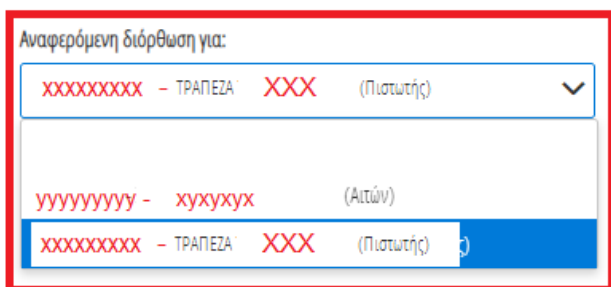 Αναφερόμενη διόρθωση για:
XXXXXXXXX – ΤΡΑΠΕΖΑ XXX (Πιστωτής)
yyyyyyyyy – xyxyxyx (Αιτών)
XXXXXXXXX – ΤΡΑΠΕΖΑ XXX (Πιστωτής) ς)